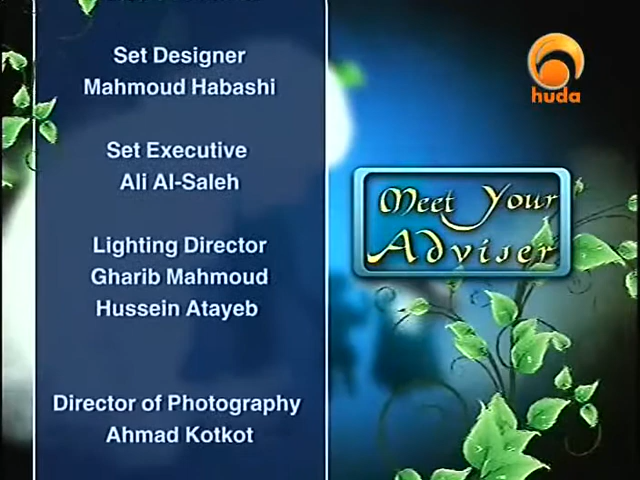 Set Designer
Mahmoud Habashi
Set Executive
Ali Al-Saleh
Lighting Director
Gharib Mahmoud
Hussein Atayeb
Director of Photography
Ahmad Kotkot
huda
Meet Your
Adviser